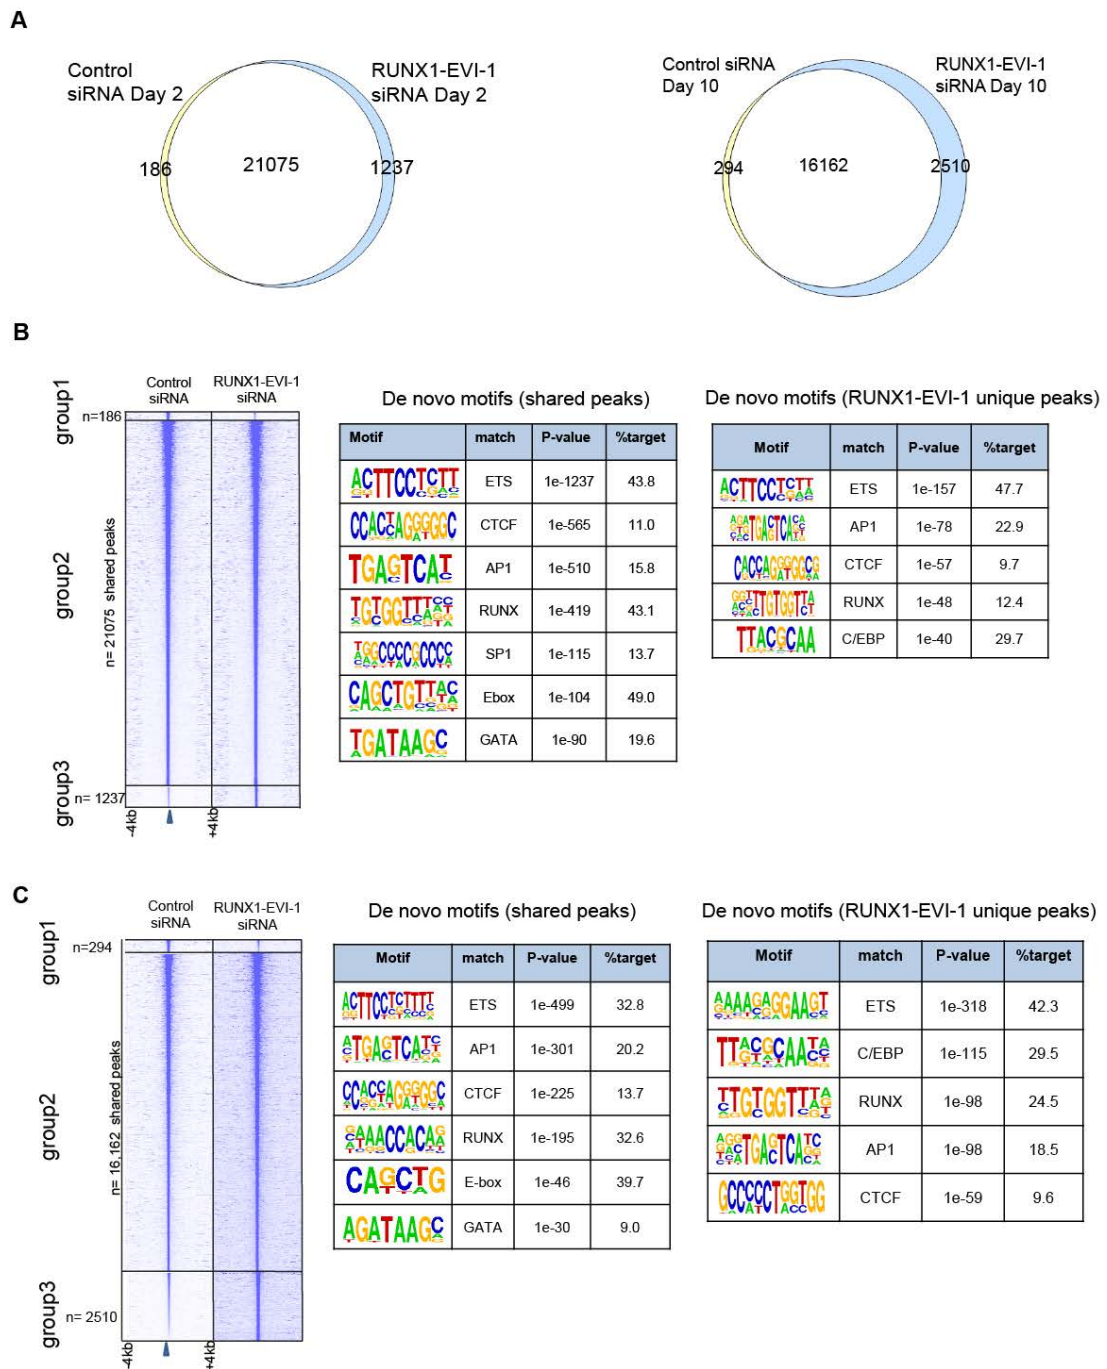 A
Control
siRNA Day 2
RUNX1-EVI-1
siRNA Day 2
186
21075
1237
Control siRNA
Day 10
RUNX1-EVI-1
siRNA Day 10
294
16162
2510
B
Control
siRNA
RUNX1-EVI-1
siRNA
group1
n=186
group2
n= 21075 shared peaks
group3
n= 1237
-4kb
+4kb
De novo motifs (shared peaks)
Motif match P-value %target
ETS 1e-1237 43.8
CTCF 1e-565 11.0
TGAGTCAT AP1 1e-510 15.8
RUNX 1e-419 43.1
SP1 1e-115 13.7
Ebox 1e-104 49.0
TGATAAGC GATA 1e-90 19.6
De novo motifs (RUNX1-EVI-1 unique peaks)
Motif match P-value %target
ETS 1e-157 47.7
AP1 1e-78 22.9
CTCF 1e-57 9.7
RUNX 1e-48 12.4
TTACGCAA C/EBP 1e-40 29.7
C
Control
siRNA
RUNX1-EVI-1
siRNA
group1
n=294
group2
n= 16,162 shared peaks
group3
n= 2510
-4kb
+4kb
De novo motifs (shared peaks)
Motif match P-value %target
ETS 1e-499 32.8
AP1 1e-301 20.2
CTCF 1e-225 13.7
RUNX 1e-195 32.6
CAGCTG E-box 1e-46 39.7
AGATAAGC GATA 1e-30 9.0
De novo motifs (RUNX1-EVI-1 unique peaks)
Motif match P-value %target
ETS 1e-318 42.3
C/EBP 1e-115 29.5
RUNX 1e-98 24.5
AP1 1e-98 18.5
CTCF 1e-59 9.6